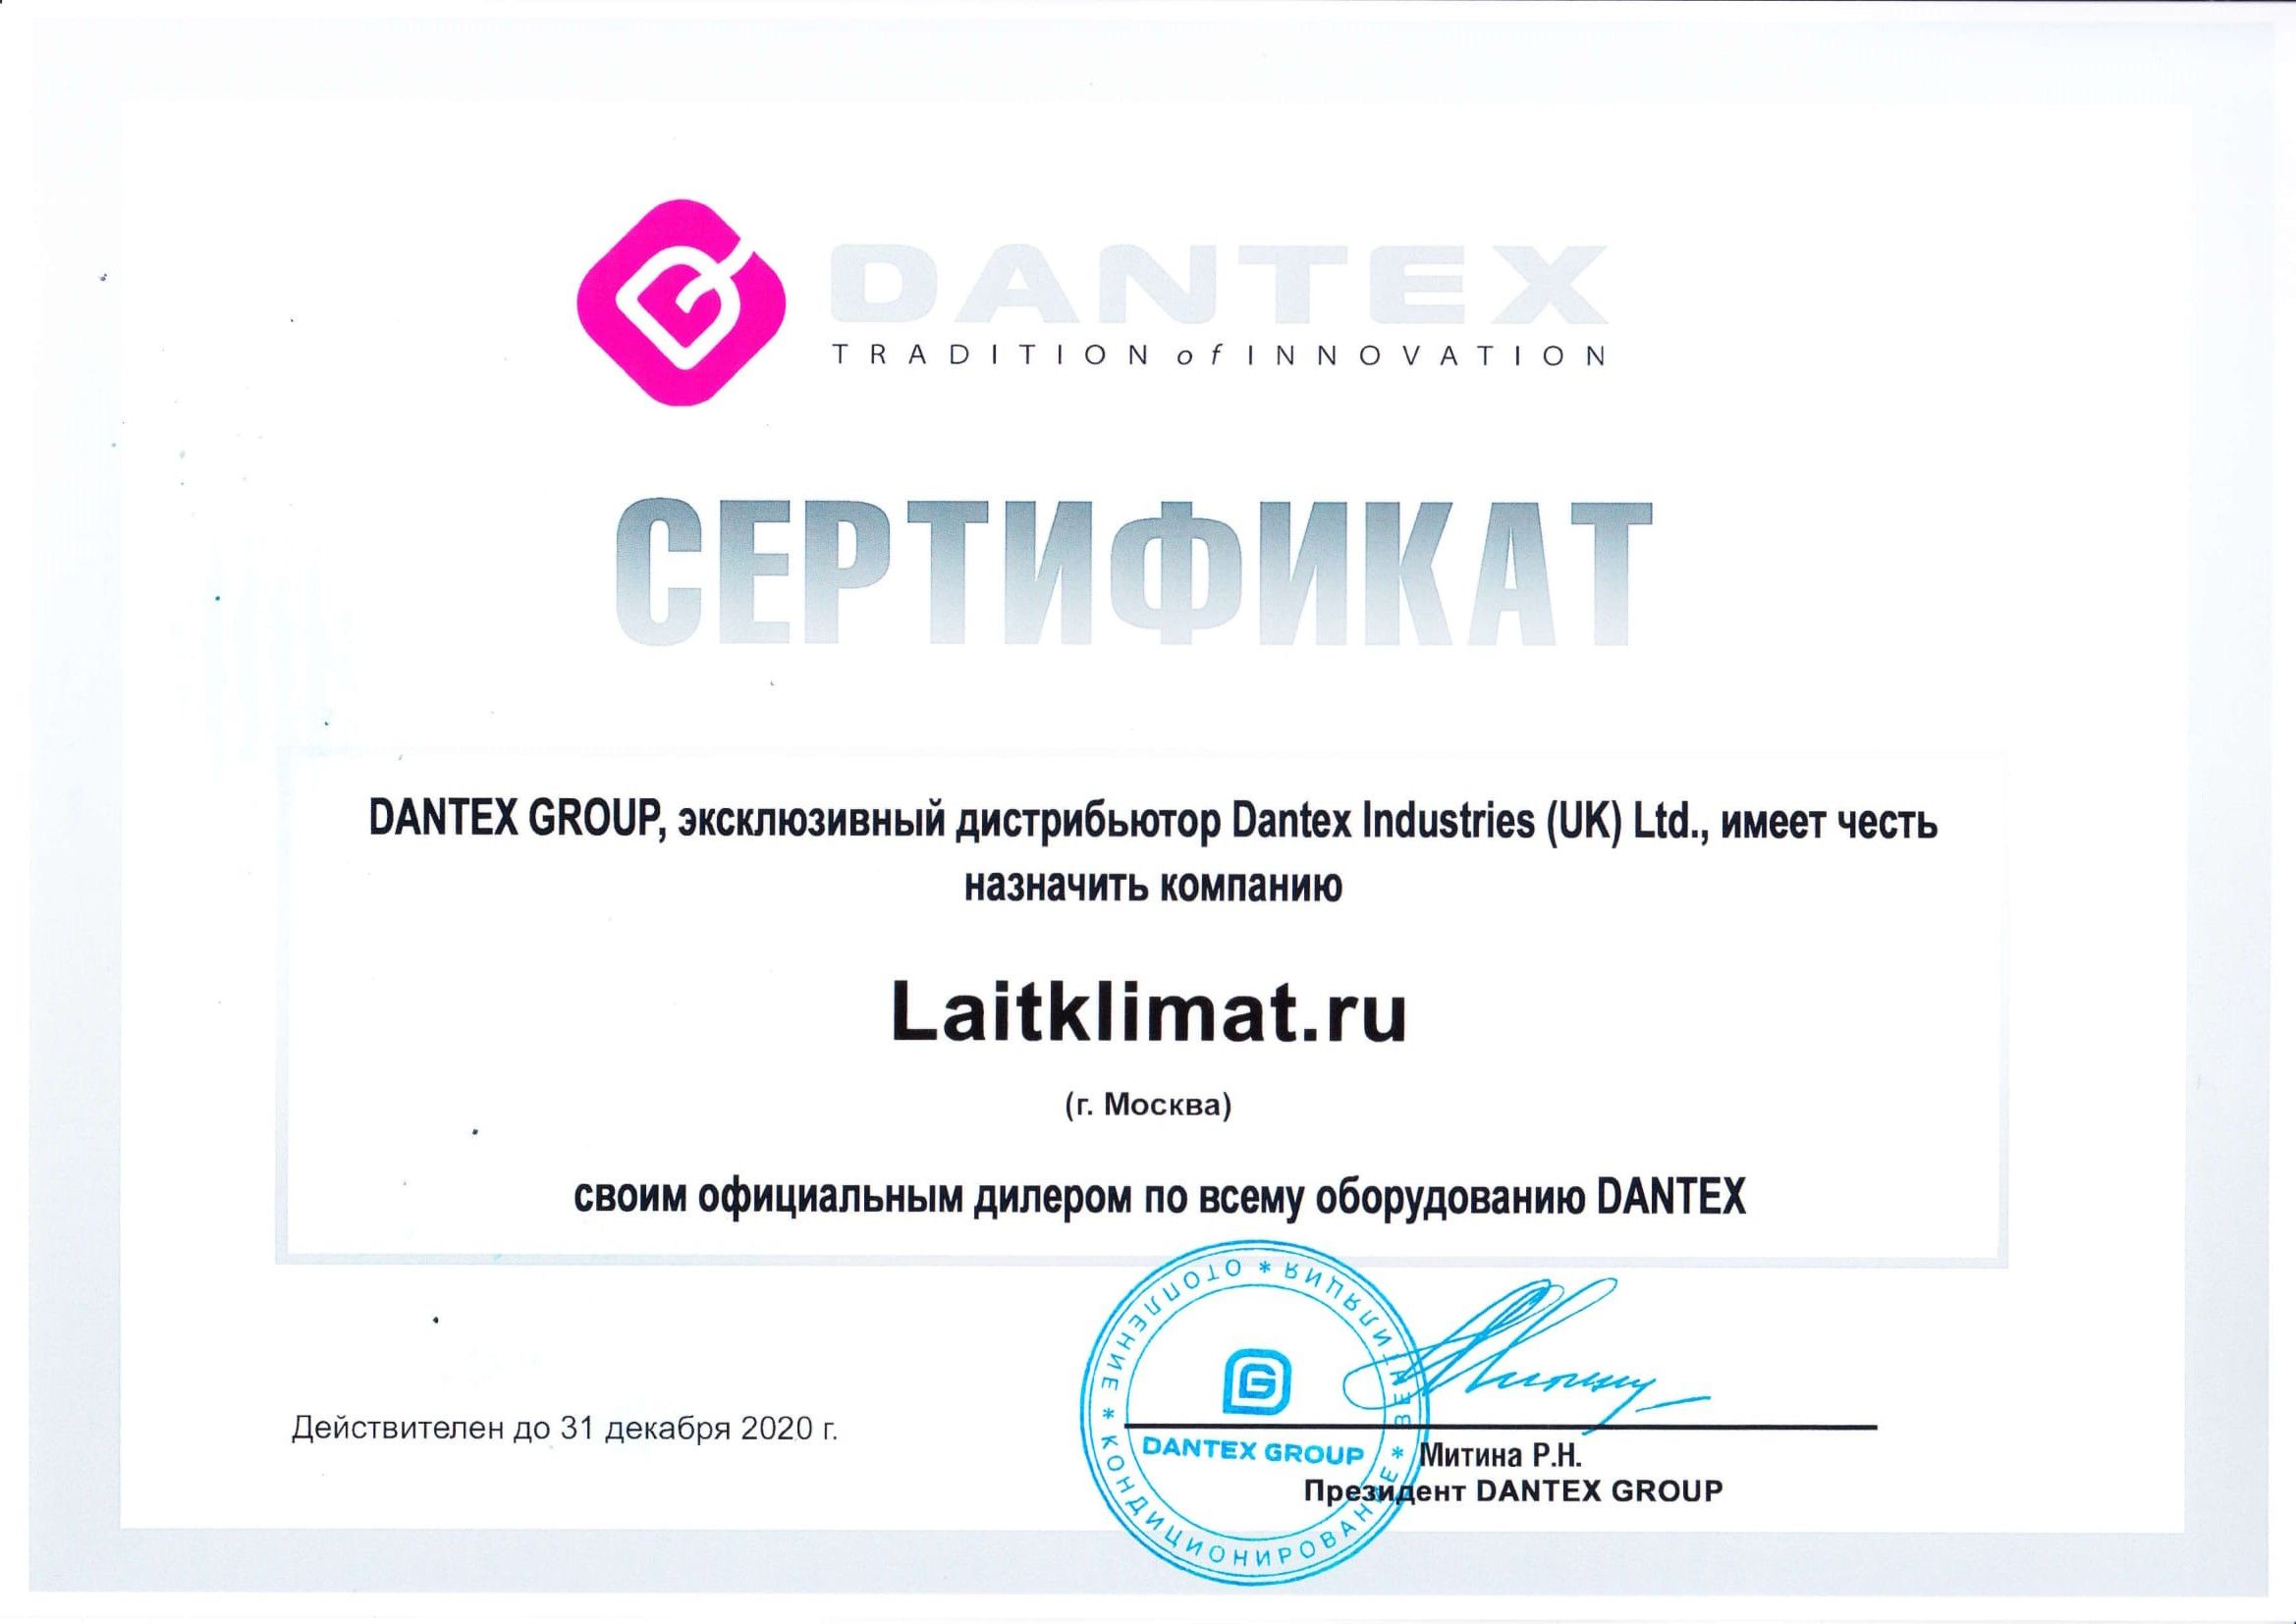 DANTEX
TRADITION of INNOVATION
СЕРТИФИКАТ
DANTEX GROUP, эксклюзивный дистрибьютор Dantex Industries (UK) Ltd., имеет честь
назначить компанию
Laitklimat.ru
(г. Москва)
своим официальным дилером по всему оборудованию DANTEX
Действителен до 31 декабря 2020 г.
* КОНДИЦИОНИРОВАНИЕ * ВЕНТИЛЯЦИЯ * ОТОПЛЕНИЕ
DANTEX GROUP
Митина Р.Н.
Президент DANTEX GROUP